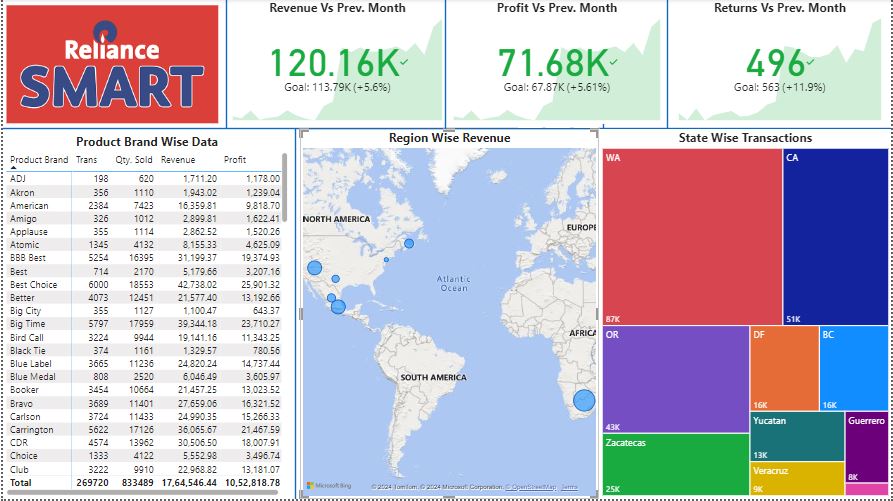 Reliance
SMART
Revenue Vs Prev. Month
120.16K✓
Goal: 113.79K (+5.6%)
Profit Vs Prev. Month
71.68K✓
Goal: 67.87K (+5.61%)
Returns Vs Prev. Month
496✓
Goal: 563 (+11.9%)
Product Brand Wise Data
Product Brand Trans Qty. Sold Revenue Profit
ADJ 198 620 1,711.20 1,178.00
Akron 356 1110 1,943.02 1,239.04
American 2384 7423 16,359.81 9,818.70
Amigo 326 1012 2,899.81 1,622.41
Applause 355 1114 2,862.52 1,520.26
Atomic 1345 4132 8,155.33 4,625.09
BBB Best 5254 16395 31,199.37 19,374.93
Best 714 2170 5,179.66 3,207.16
Best Choice 6000 18553 42,738.02 25,901.32
Better 4073 12451 21,577.40 13,192.66
Big City 355 1127 1,100.47 643.37
Big Time 5797 17959 39,344.18 23,710.27
Bird Call 3224 9944 19,141.16 11,343.25
Black Tie 374 1161 1,329.57 780.56
Blue Label 3665 11236 24,820.24 14,737.44
Blue Medal 808 2520 6,046.49 3,605.97
Booker 3454 10664 21,457.25 13,023.52
Bravo 3689 11401 27,659.06 16,321.52
Carlson 3724 11433 24,990.35 15,266.33
Carrington 5622 17126 36,065.67 21,467.59
CDR 4574 13962 30,506.50 18,007.91
Choice 1333 4122 5,552.98 3,496.74
Club 3222 9910 22,968.82 13,181.07
Total 269720 833489 17,64,546.44 10,52,818.78
Region Wise Revenue
NORTH AMERICA
EUROPE
Atlantic
Ocean
AFRICA
SOUTH AMERICA
Microsoft Bing
© 2024 TomTom, © 2024 Microsoft Corporation, © OpenStreetMap Terms
State Wise Transactions
WA
87K
CA
51K
OR
43K
Zacatecas
25K
DF
16K
BC
16K
Yucatan
13K
Veracruz
9K
Guerrero
8K